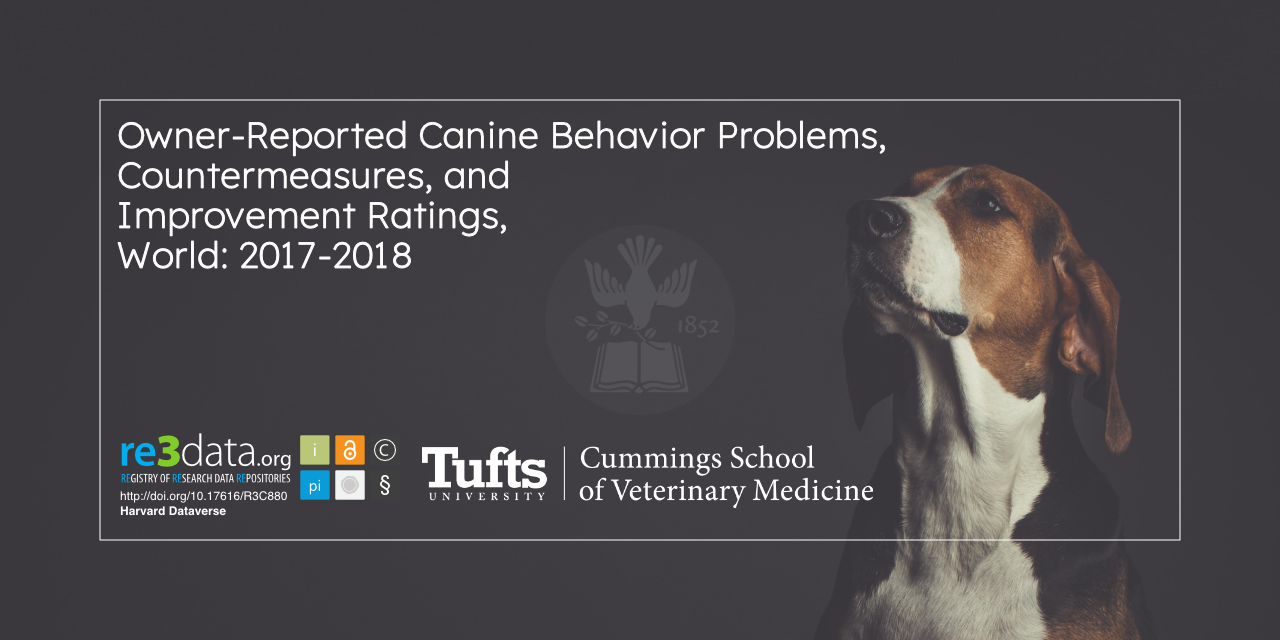 Owner-Reported Canine Behavior Problems,
Countermeasures, and
Improvement Ratings,
World: 2017-2018
1852
re3data.org
REGISTRY OF RESEARCH DATA REPOSITORIES
http://doi.org/10.17616/R3C880
Harvard Dataverse
i
©
pi
§
Tufts
UNIVERSITY
Cummings School
of Veterinary Medicine